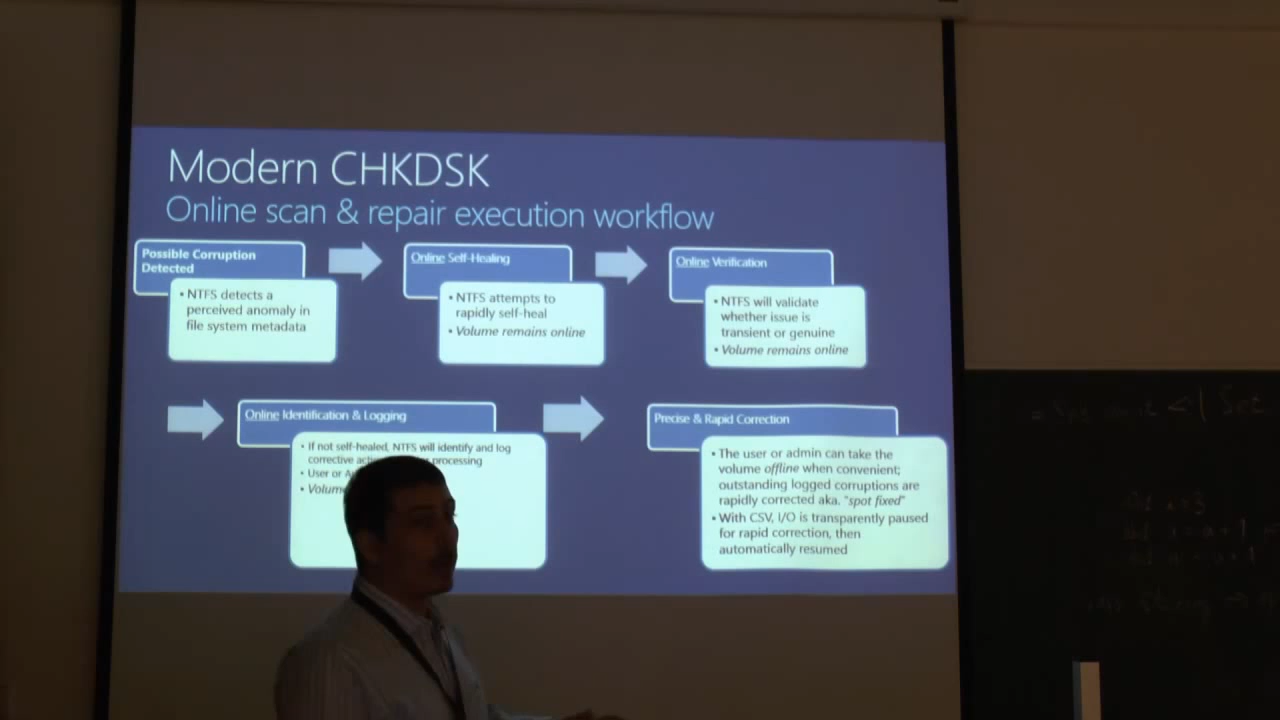 Modern CHKDSK
Online scan & repair execution workflow
Possible Corruption
Detected
• NTFS detects a
perceived anomaly in
file system metadata
Online Self-Healing
• NTFS attempts to
rapidly self-heal
• Volume remains online
Online Verification
• NTFS will validate
whether issue is
transient or genuine
• Volume remains online
Online Identification & Logging
• If not self-healed, NTFS will identify and log
corrective processing
• User or
• Volume
Precise & Rapid Correction
• The user or admin can take the
volume offline when convenient;
outstanding logged corruptions are
rapidly corrected aka. "spot fixed"
• With CSV, I/O is transparently paused
for rapid correction, then
automatically resumed